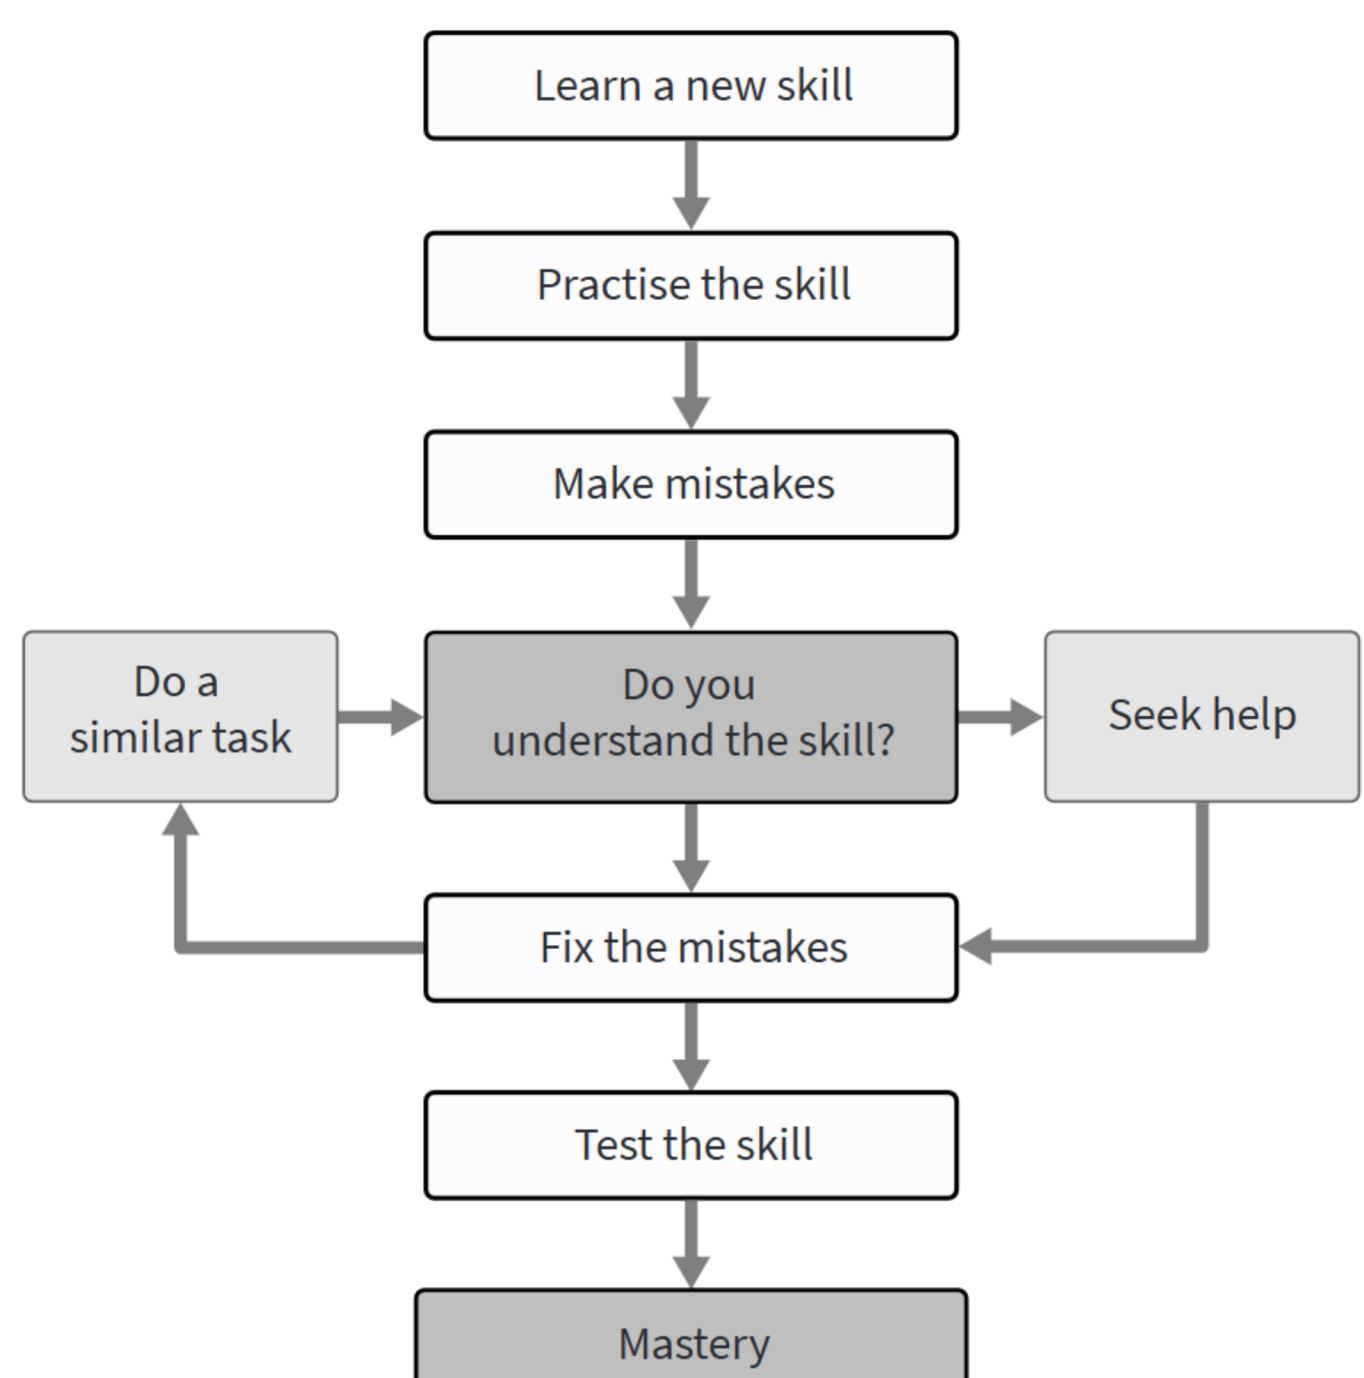 Learn a new skill
Practise the skill
Make mistakes
Do a
similar task
Do you
understand the skill?
Seek help
Fix the mistakes
Test the skill
Mastery